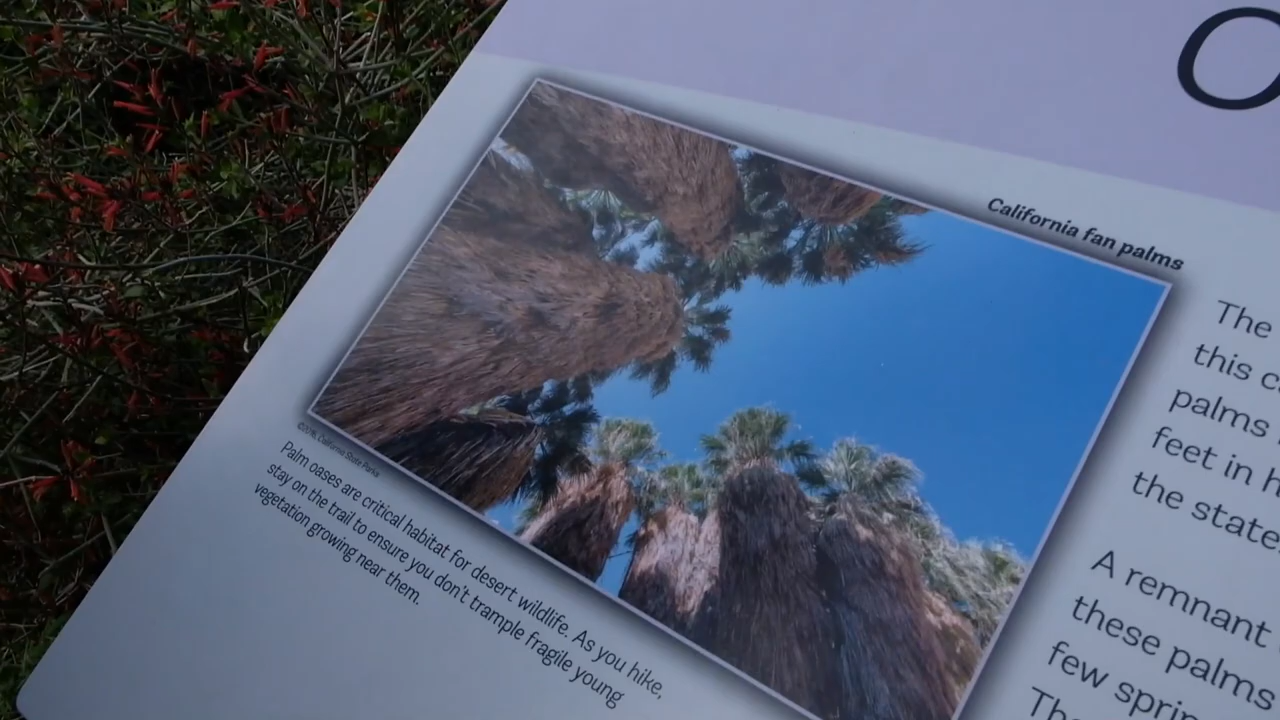 California fan palms
©2016, California State Parks
Palm oases are critical habitat for desert wildlife. As you hike,
stay on the trail to ensure you don't trample fragile young
vegetation growing near them.
The
this
palms
feet in
the state
A remnant
these palms
few